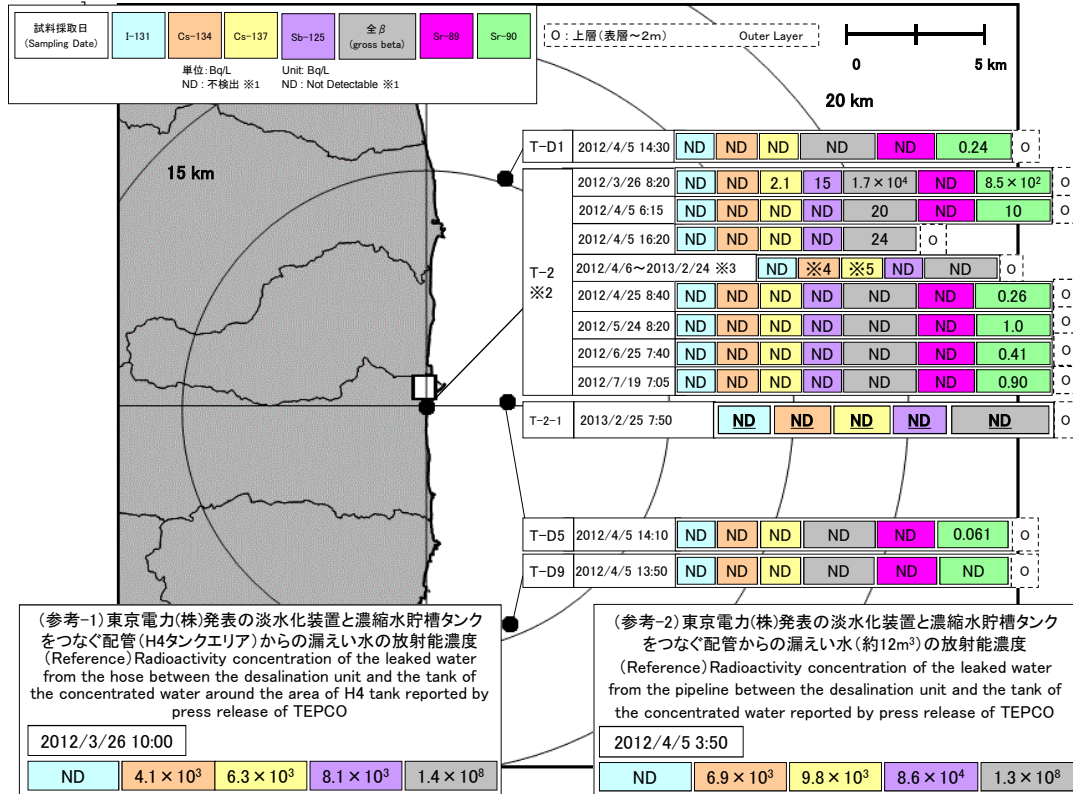 試料採取日
(Sampling Date)
I-131
Cs-134
Cs-137
Sb-125
全β
(gross beta)
Sr-89
Sr-90
単位:Bq/L
Unit: Bq/L
ND:不検出 ※1
ND:Not Detectable ※1
O:上層(表層~2m)
Outer Layer
0
5 km
20 km
15 km
T-D1 2012/4/5 14:30 ND ND ND ND ND 0.24 O
T-2
※2
2012/3/26 8:20 ND ND 2.1 15 1.7×10⁴ ND 8.5×10² O
2012/4/5 6:15 ND ND ND ND 20 ND 10 O
2012/4/5 16:20 ND ND ND ND 24 O
2012/4/6~2013/2/24 ※3 ND ※4 ※5 ND ND O
2012/4/25 8:40 ND ND ND ND ND ND 0.26 O
2012/5/24 8:20 ND ND ND ND ND ND 1.0 O
2012/6/25 7:40 ND ND ND ND ND ND 0.41 O
2012/7/19 7:05 ND ND ND ND ND ND 0.90 O
T-2-1 2013/2/25 7:50 ND ND ND ND ND O
T-D5 2012/4/5 14:10 ND ND ND ND ND 0.061 O
T-D9 2012/4/5 13:50 ND ND ND ND ND ND O
(参考-1)東京電力(株)発表の淡水化装置と濃縮水貯槽タンク
をつなぐ配管(H4タンクエリア)からの漏えい水の放射能濃度
(Reference)Radioactivity concentration of the leaked water
from the hose between the desalination unit and the tank of
the concentrated water around the area of H4 tank reported by
press release of TEPCO
2012/3/26 10:00
ND 4.1×10³ 6.3×10³ 8.1×10³ 1.4×10⁸
(参考-2)東京電力(株)発表の淡水化装置と濃縮水貯槽タンク
をつなぐ配管からの漏えい水(約12m³)の放射能濃度
(Reference)Radioactivity concentration of the leaked water
from the pipeline between the desalination unit and the tank of
the concentrated water reported by press release of TEPCO
2012/4/5 3:50
ND 6.9×10³ 9.8×10³ 8.6×10⁴ 1.3×10⁸